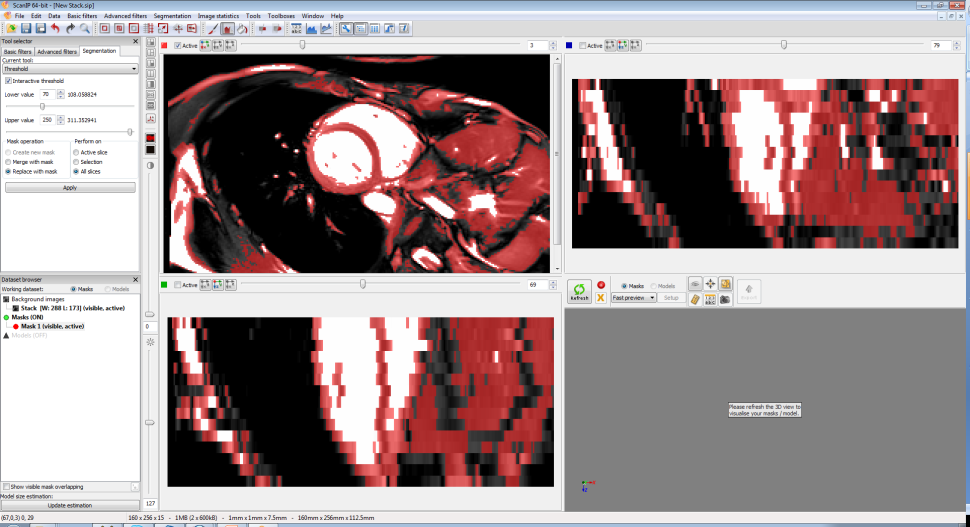 ScanIP 64-bit - [New Stack.sip]
File Edit Data Basic filters Advanced filters Segmentation Image statistics Tools Toolboxes Window Help
Tool selector
Basic filters Advanced filters Segmentation
Current tool:
Threshold
Interactive threshold
Lower value 70 108.058824
Upper value 250 311.352941
Mask operation Perform on
Create new mask Active slice
Merge with mask Selection
Replace with mask All slices
Apply
Dataset browser
Working dataset: Masks Models
Background images
Stack [W: 288 L: 173] (visible, active)
Masks (ON)
Mask 1 (visible, active)
Models (OFF)
Show visible mask overlapping
Model size estimation:
Update estimation
0
127
Active 3
Active 79
Active 69
Refresh
Masks Models
Fast preview Setup
Please refresh the 3D view to
visualise your masks / model.
(67,0,3) 0, 29 160 x 256 x 15 - 1MB (2 x 600kB) - 1mm x 1mm x 7.5mm - 160mm x 256mm x 112.5mm